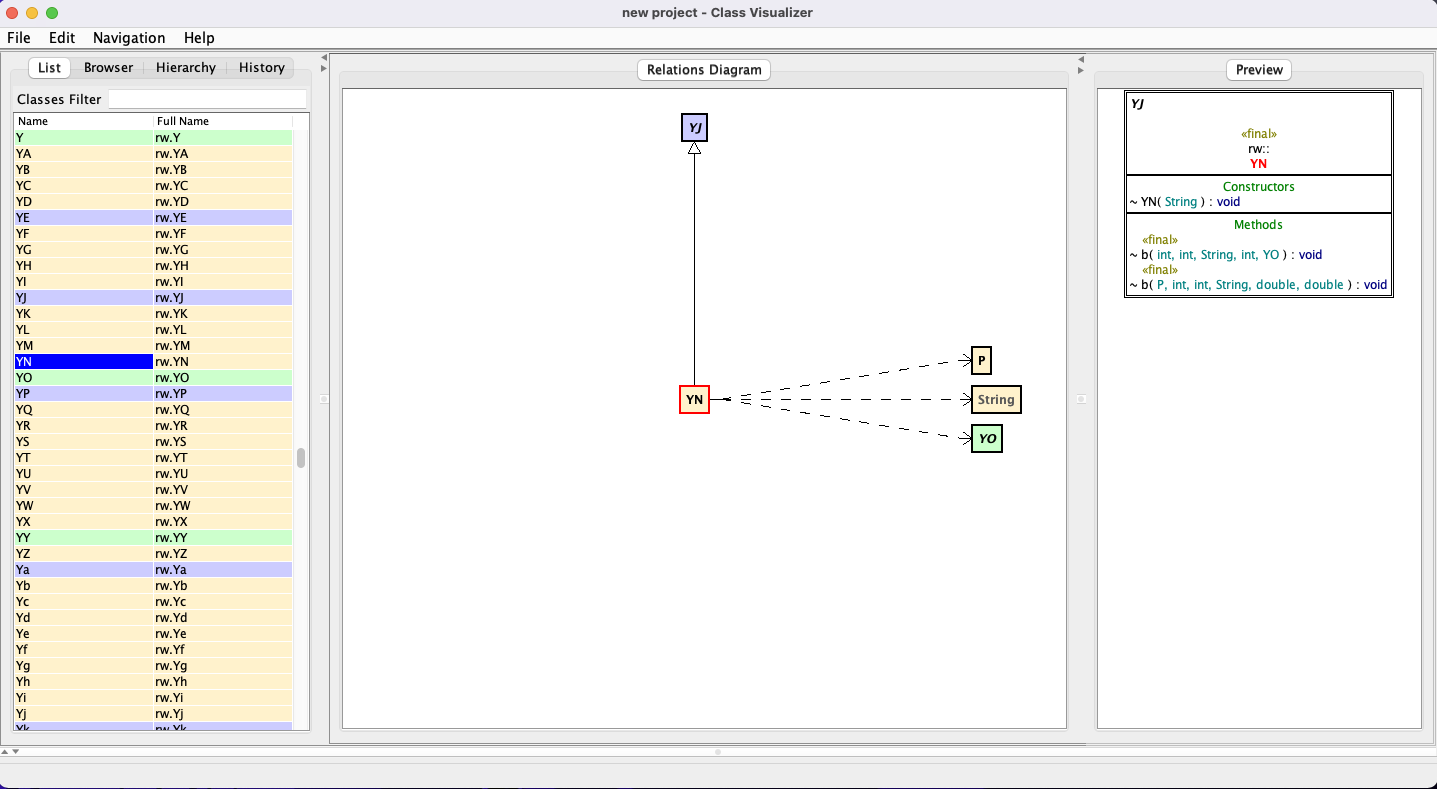 new project - Class Visualizer
File Edit Navigation Help
List Browser Hierarchy History
Classes Filter
Name Full Name
Y rw.Y
YA rw.YA
YB rw.YB
YC rw.YC
YD rw.YD
YE rw.YE
YF rw.YF
YG rw.YG
YH rw.YH
YI rw.YI
YJ rw.YJ
YK rw.YK
YL rw.YL
YM rw.YM
YN rw.YN
YO rw.YO
YP rw.YP
YQ rw.YQ
YR rw.YR
YS rw.YS
YT rw.YT
YU rw.YU
YV rw.YV
YW rw.YW
YX rw.YX
YY rw.YY
YZ rw.YZ
Ya rw.Ya
Yb rw.Yb
Yc rw.Yc
Yd rw.Yd
Ye rw.Ye
Yf rw.Yf
Yg rw.Yg
Yh rw.Yh
Yi rw.Yi
Yj rw.Yj
Yk rw.Yk
Relations Diagram
YJ
YN
P
String
YO
Preview
YJ
«final»
rw::
YN
Constructors
~ YN( String ) : void
Methods
«final»
~ b( int, int, String, int, YO ) : void
«final»
~ b( P, int, int, String, double, double ) : void